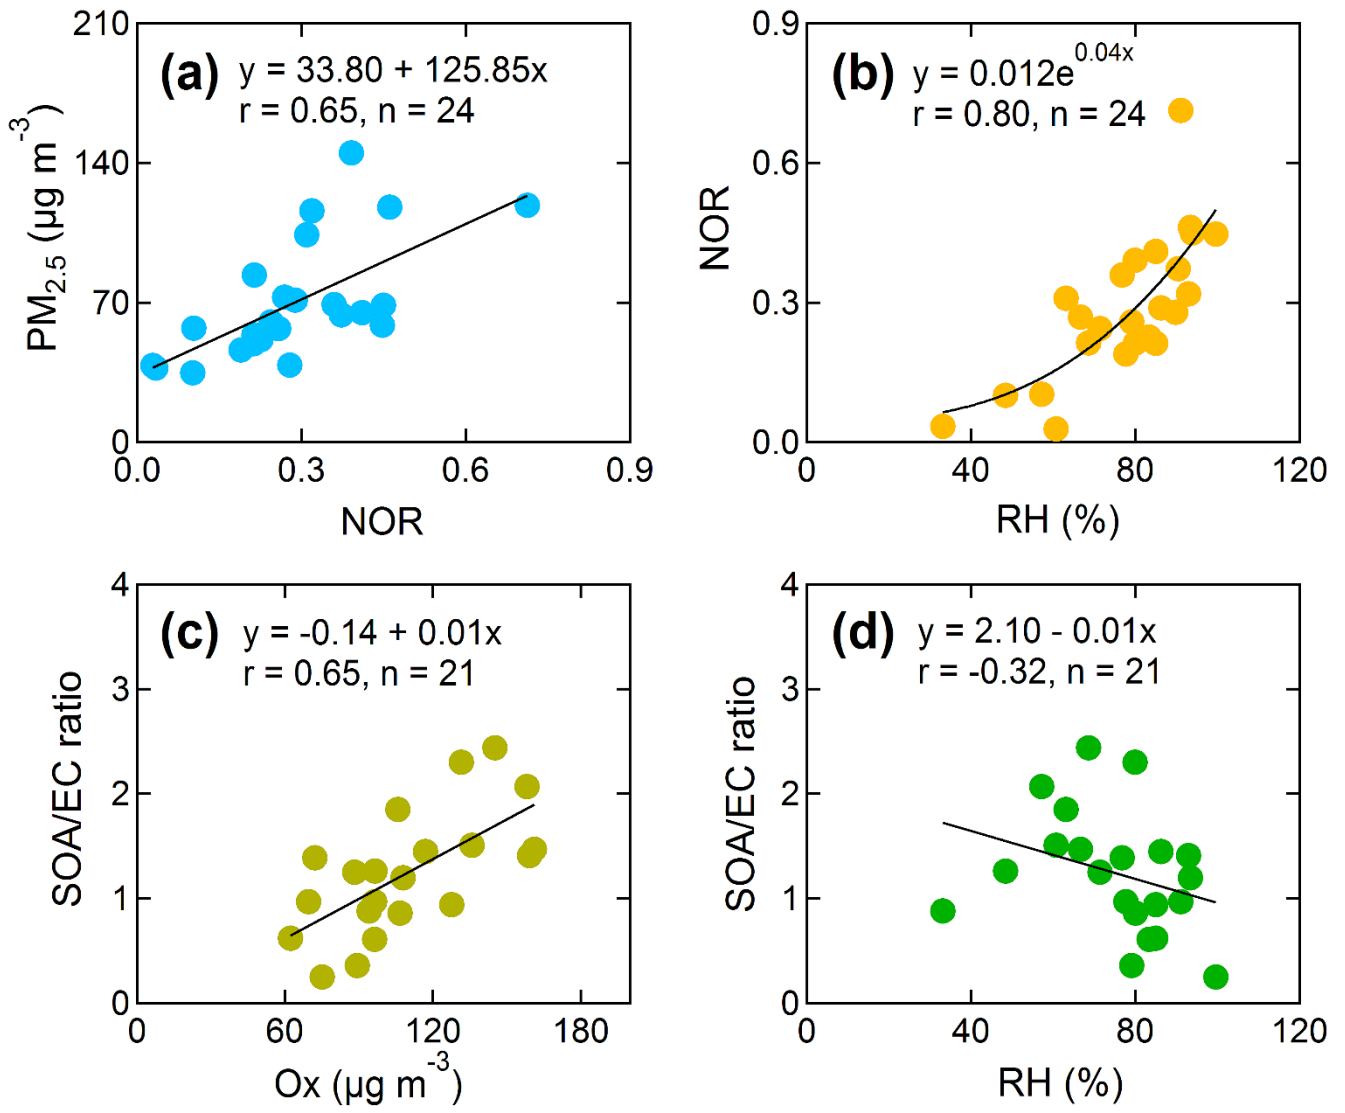 210
140
70
0
PM2.5 (µg m-3)
(a)
y = 33.80 + 125.85x
r = 0.65, n = 24
0.0 0.3 0.6 0.9
NOR
0.9
0.6
0.3
0.0
NOR
(b)
y = 0.012e0.04x
r = 0.80, n = 24
0 40 80 120
RH (%)
4
3
2
1
0
SOA/EC ratio
(c)
y = -0.14 + 0.01x
r = 0.65, n = 21
0 60 120 180
Ox (µg m-3)
4
3
2
1
0
SOA/EC ratio
(d)
y = 2.10 - 0.01x
r = -0.32, n = 21
0 40 80 120
RH (%)